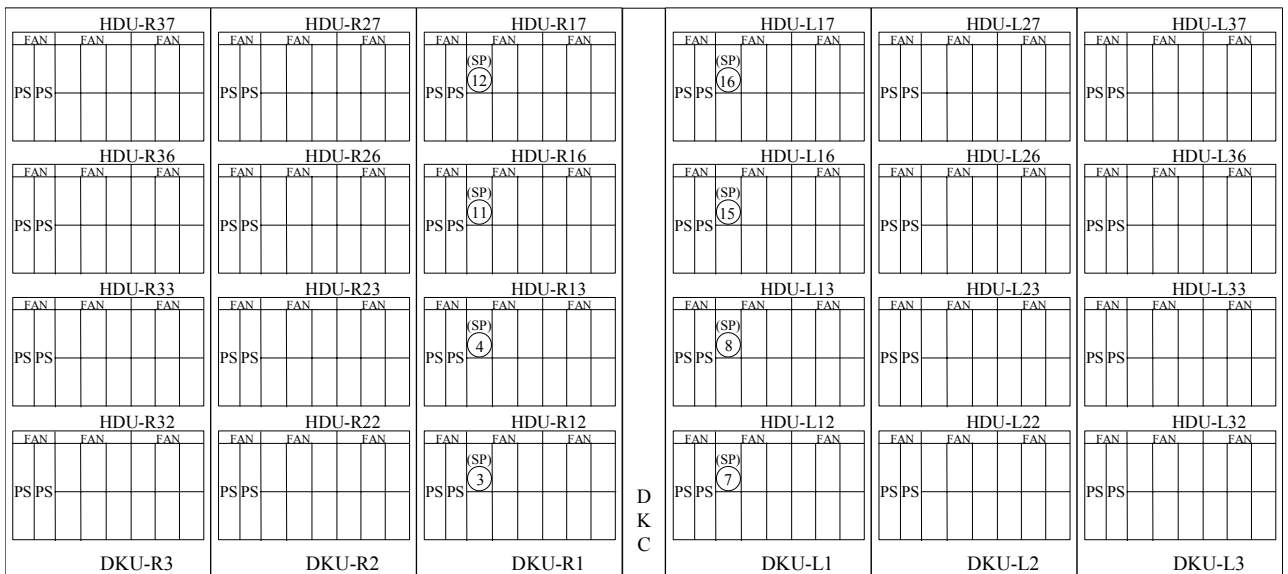 HDU-R37 HDU-R27 HDU-R17 HDU-L17 HDU-L27 HDU-L37
FAN FAN FAN FAN FAN FAN FAN FAN FAN FAN FAN FAN FAN FAN FAN FAN FAN FAN
(SP) (SP)
12 16
PS PS PS PS PS PS PS PS PS PS PS PS
HDU-R36 HDU-R26 HDU-R16 HDU-L16 HDU-L26 HDU-L36
FAN FAN FAN FAN FAN FAN FAN FAN FAN FAN FAN FAN FAN FAN FAN FAN FAN FAN
(SP) (SP)
11 15
PS PS PS PS PS PS PS PS PS PS PS PS
HDU-R33 HDU-R23 HDU-R13 HDU-L13 HDU-L23 HDU-L33
FAN FAN FAN FAN FAN FAN FAN FAN FAN FAN FAN FAN FAN FAN FAN FAN FAN FAN
(SP) (SP)
4 8
PS PS PS PS PS PS PS PS PS PS PS PS
HDU-R32 HDU-R22 HDU-R12 HDU-L12 HDU-L22 HDU-L32
FAN FAN FAN FAN FAN FAN FAN FAN FAN FAN FAN FAN FAN FAN FAN FAN FAN FAN
(SP) (SP)
3 7
PS PS PS PS PS PS PS PS PS PS PS PS
D
K
C
DKU-R3 DKU-R2 DKU-R1 DKU-L1 DKU-L2 DKU-L3